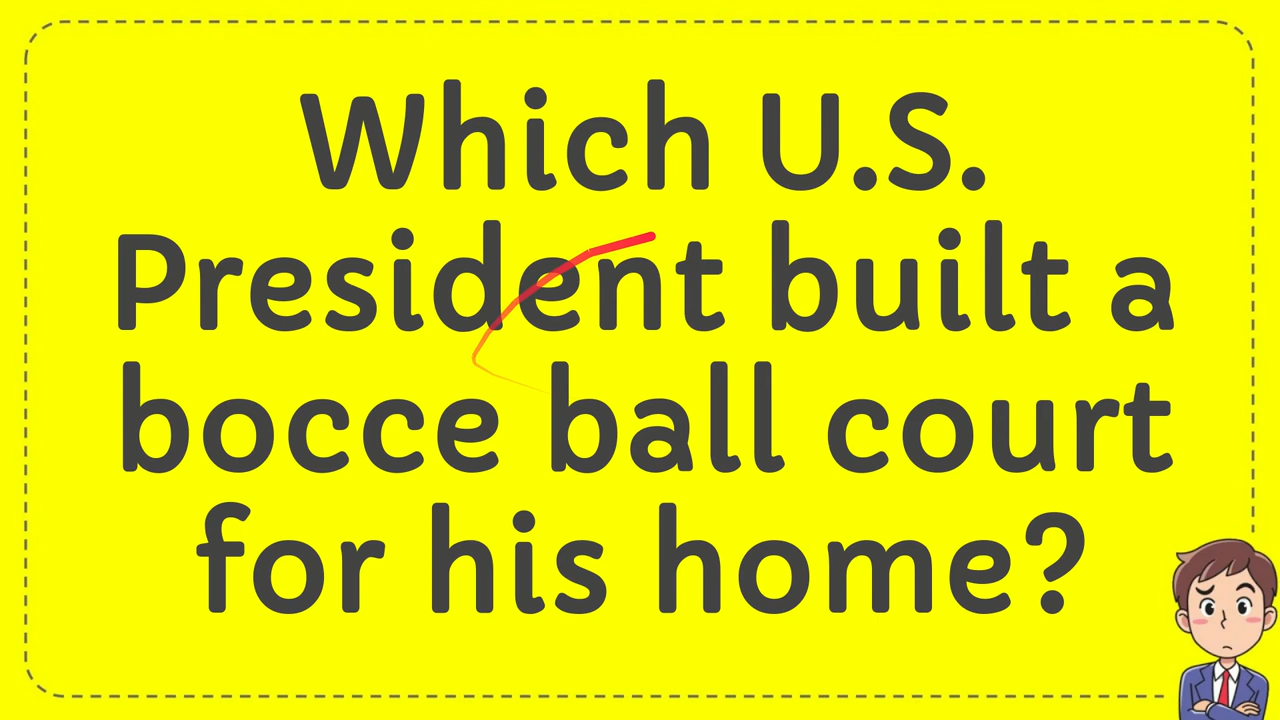 Which U.S.
President built a
bocce ball court
for his home?